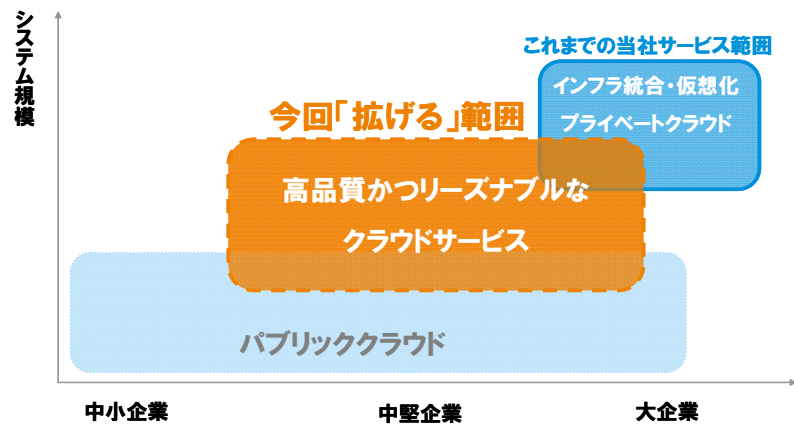 システム規模
これまでの当社サービス範囲
インフラ統合・仮想化
プライベートクラウド
今回「拡げる」範囲
高品質かつリーズナブルな
クラウドサービス
パブリッククラウド
中小企業
中堅企業
大企業